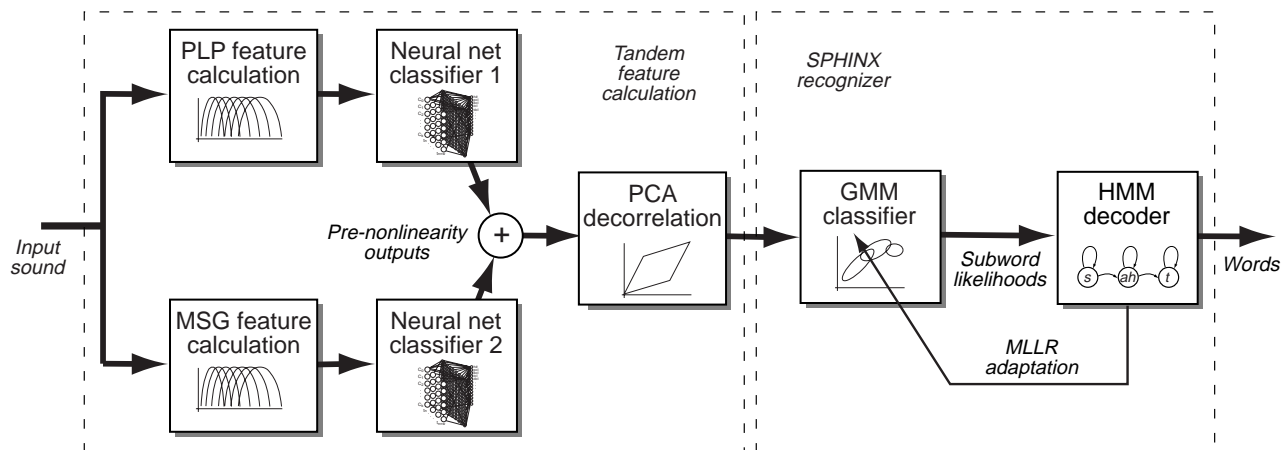 PLP feature
calculation
Neural net
classifier 1
Tandem
feature
calculation
SPHINX
recognizer
Input
sound
Pre-nonlinearity
outputs
+
PCA
decorrelation
GMM
classifier
Subword
likelihoods
HMM
decoder
s
ah
t
Words
MSG feature
calculation
Neural net
classifier 2
MLLR
adaptation